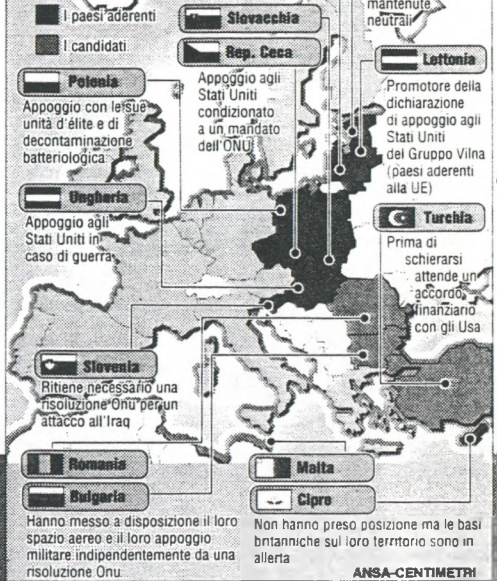 I paesi aderenti
I candidati
mantenute
neutrali
Slovacchia
Rep. Ceca
Appoggio agli
Stati Uniti
condizionato
a un mandato
dell'ONU
Lettonia
Promotore della
dichiarazione
di appoggio agli
Stati Uniti
del Gruppo Vilna
(paesi aderenti
alla UE)
Polonia
Appoggio con le sue
unità d'élite e di
decontaminazione
batteriologica
Ungheria
Appoggio agli
Stati Uniti in
caso di guerra
Turchia
Prima di
schierarsi
attende un
accordo
finanziario
con gli Usa
Slovenia
Ritiene necessario una
risoluzione Onu per un
attacco all'Iraq
Romania
Bulgaria
Hanno messo a disposizione il loro
spazio aereo e il loro appoggio
militare indipendentemente da una
risoluzione Onu.
Malta
Cipro
Non hanno preso posizione ma le basi
britanniche sul loro territorio sono in
allerta
ANSA-CENTIMETRI